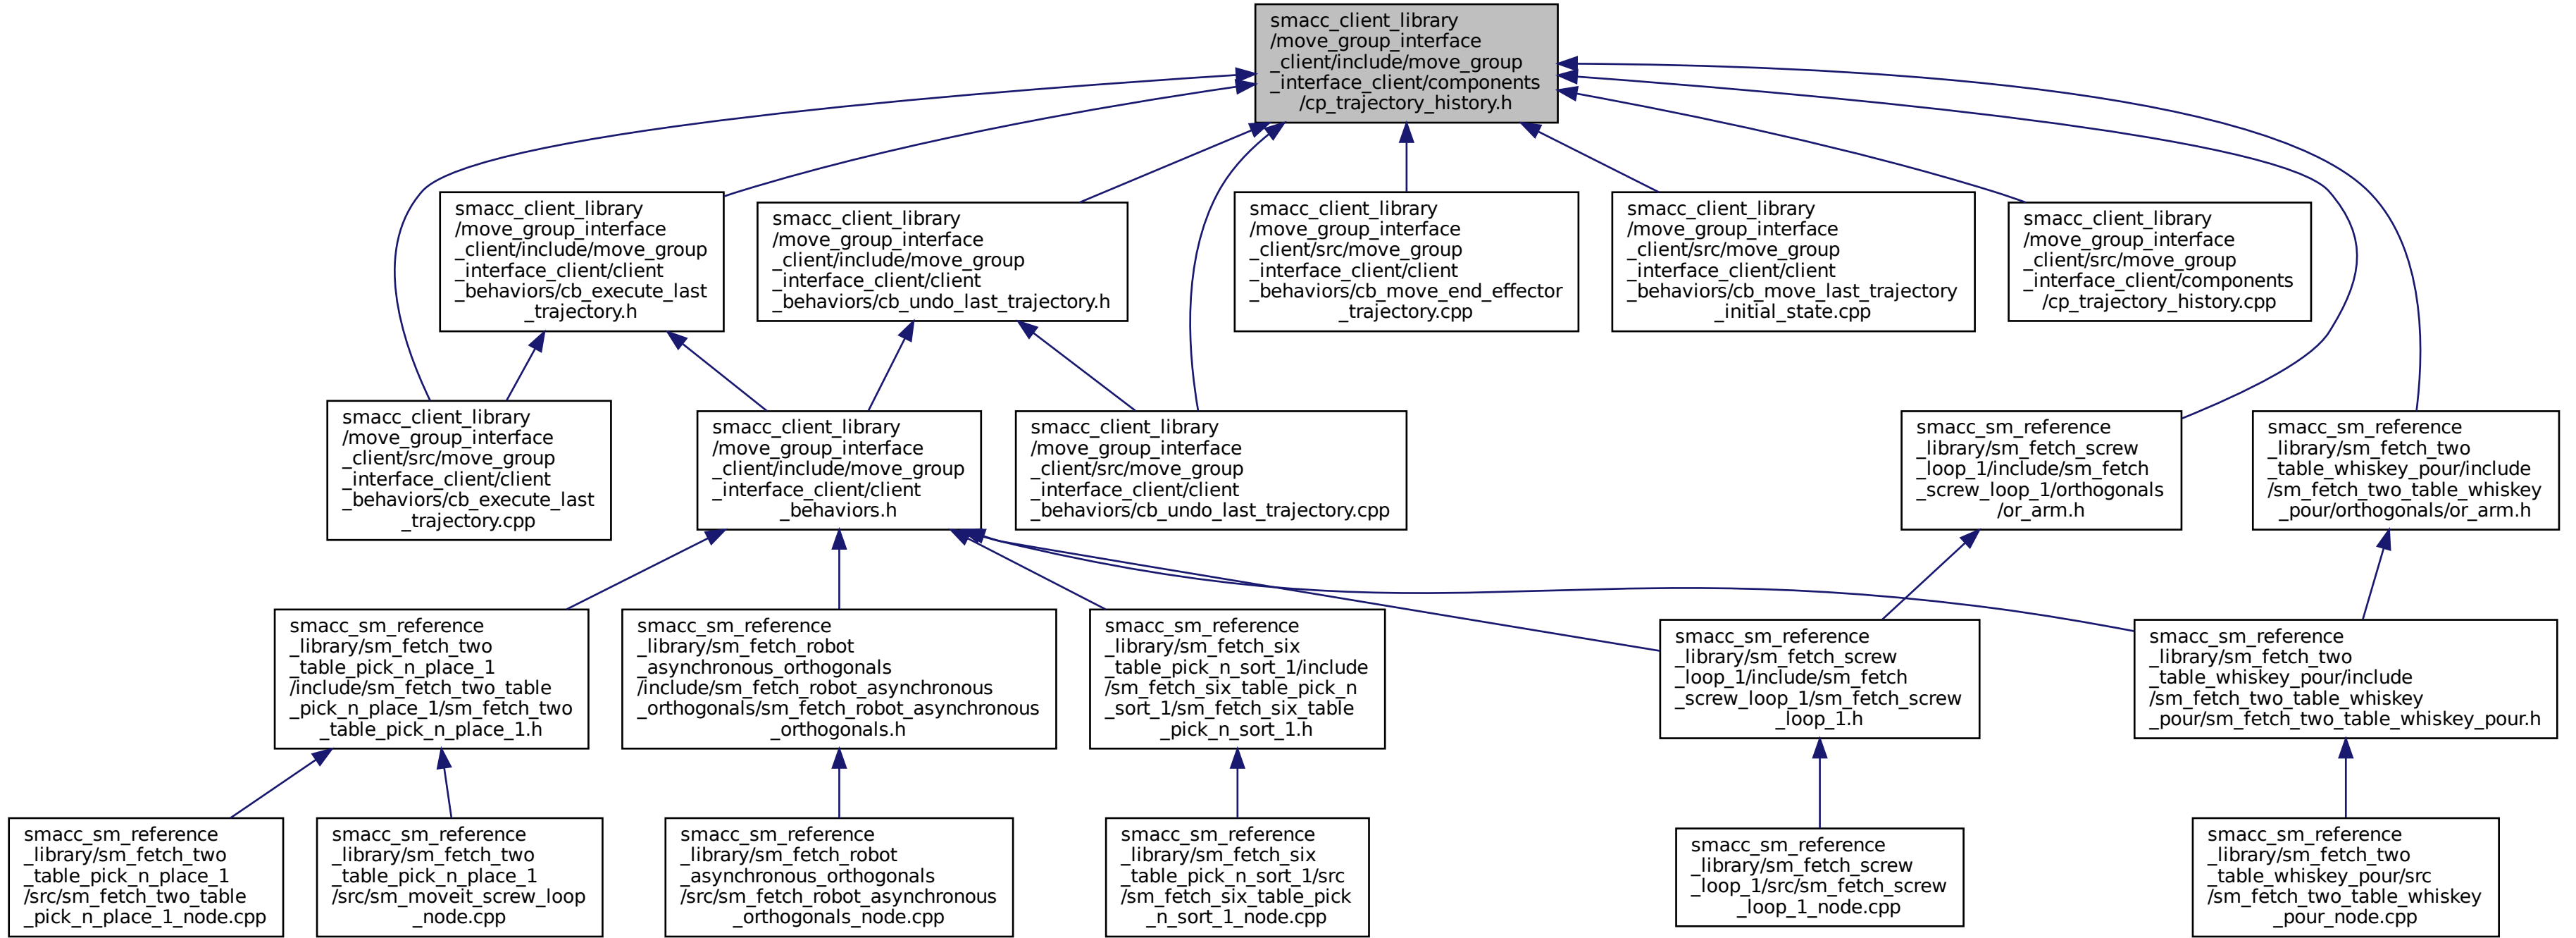 smacc_client_library
/move_group_interface
_client/include/move_group
_interface_client/components
/cp_trajectory_history.h
smacc_client_library
/move_group_interface
_client/include/move_group
_interface_client/client
_behaviors/cb_execute_last
_trajectory.h
smacc_client_library
/move_group_interface
_client/include/move_group
_interface_client/client
_behaviors/cb_undo_last_trajectory.h
smacc_client_library
/move_group_interface
_client/src/move_group
_interface_client/client
_behaviors/cb_move_end_effector
_trajectory.cpp
smacc_client_library
/move_group_interface
_client/src/move_group
_interface_client/client
_behaviors/cb_move_last_trajectory
_initial_state.cpp
smacc_client_library
/move_group_interface
_client/src/move_group
_interface_client/components
/cp_trajectory_history.cpp
smacc_client_library
/move_group_interface
_client/src/move_group
_interface_client/client
_behaviors/cb_execute_last
_trajectory.cpp
smacc_client_library
/move_group_interface
_client/include/move_group
_interface_client/client
_behaviors.h
smacc_client_library
/move_group_interface
_client/src/move_group
_interface_client/client
_behaviors/cb_undo_last_trajectory.cpp
smacc_sm_reference
_library/sm_fetch_screw
_loop_1/include/sm_fetch
_screw_loop_1/orthogonals
/or_arm.h
smacc_sm_reference
_library/sm_fetch_two
_table_whiskey_pour/include
/sm_fetch_two_table_whiskey
_pour/orthogonals/or_arm.h
smacc_sm_reference
_library/sm_fetch_two
_table_pick_n_place_1
/include/sm_fetch_two_table
_pick_n_place_1/sm_fetch_two
_table_pick_n_place_1.h
smacc_sm_reference
_library/sm_fetch_robot
_asynchronous_orthogonals
/include/sm_fetch_robot_asynchronous
_orthogonals/sm_fetch_robot_asynchronous
_orthogonals.h
smacc_sm_reference
_library/sm_fetch_six
_table_pick_n_sort_1/include
/sm_fetch_six_table_pick_n
_sort_1/sm_fetch_six_table
_pick_n_sort_1.h
smacc_sm_reference
_library/sm_fetch_screw
_loop_1/include/sm_fetch
_screw_loop_1/sm_fetch_screw
_loop_1.h
smacc_sm_reference
_library/sm_fetch_two
_table_whiskey_pour/include
/sm_fetch_two_table_whiskey
_pour/sm_fetch_two_table_whiskey_pour.h
smacc_sm_reference
_library/sm_fetch_two
_table_pick_n_place_1
/src/sm_fetch_two_table
_pick_n_place_1_node.cpp
smacc_sm_reference
_library/sm_fetch_two
_table_pick_n_place_1
/src/sm_moveit_screw_loop
_node.cpp
smacc_sm_reference
_library/sm_fetch_robot
_asynchronous_orthogonals
/src/sm_fetch_robot_asynchronous
_orthogonals_node.cpp
smacc_sm_reference
_library/sm_fetch_six
_table_pick_n_sort_1/src
/sm_fetch_six_table_pick
_n_sort_1_node.cpp
smacc_sm_reference
_library/sm_fetch_screw
_loop_1/src/sm_fetch_screw
_loop_1_node.cpp
smacc_sm_reference
_library/sm_fetch_two
_table_whiskey_pour/src
/sm_fetch_two_table_whiskey
_pour_node.cpp